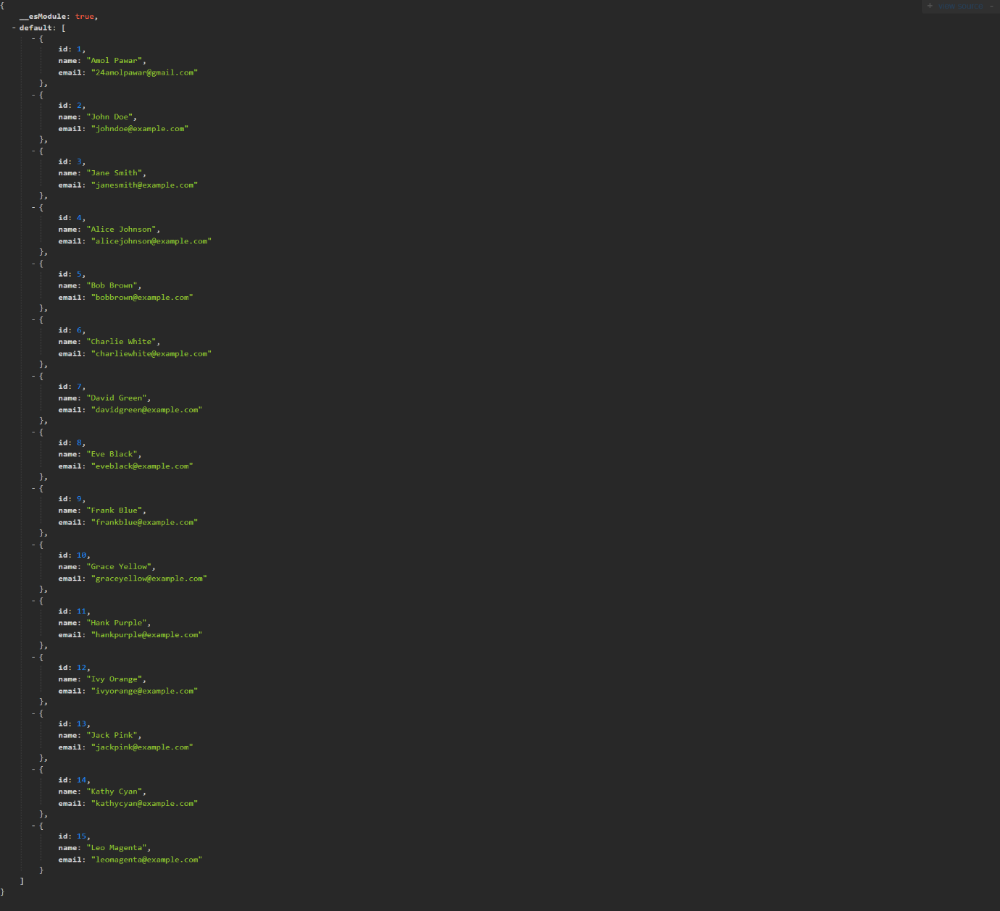 {
+ view source -
__esModule: true,
- default: [
- {
id: 1,
name: "Amol Pawar",
email: "24amolpawar@gmail.com"
},
- {
id: 2,
name: "John Doe",
email: "johndoe@example.com"
},
- {
id: 3,
name: "Jane Smith",
email: "janesmith@example.com"
},
- {
id: 4,
name: "Alice Johnson",
email: "alicejohnson@example.com"
},
- {
id: 5,
name: "Bob Brown",
email: "bobbrown@example.com"
},
- {
id: 6,
name: "Charlie White",
email: "charliewhite@example.com"
},
- {
id: 7,
name: "David Green",
email: "davidgreen@example.com"
},
- {
id: 8,
name: "Eve Black",
email: "eveblack@example.com"
},
- {
id: 9,
name: "Frank Blue",
email: "frankblue@example.com"
},
- {
id: 10,
name: "Grace Yellow",
email: "graceyellow@example.com"
},
- {
id: 11,
name: "Hank Purple",
email: "hankpurple@example.com"
},
- {
id: 12,
name: "Ivy Orange",
email: "ivyorange@example.com"
},
- {
id: 13,
name: "Jack Pink",
email: "jackpink@example.com"
},
- {
id: 14,
name: "Kathy Cyan",
email: "kathycyan@example.com"
},
- {
id: 15,
name: "Leo Magenta",
email: "leomagenta@example.com"
}
]
}